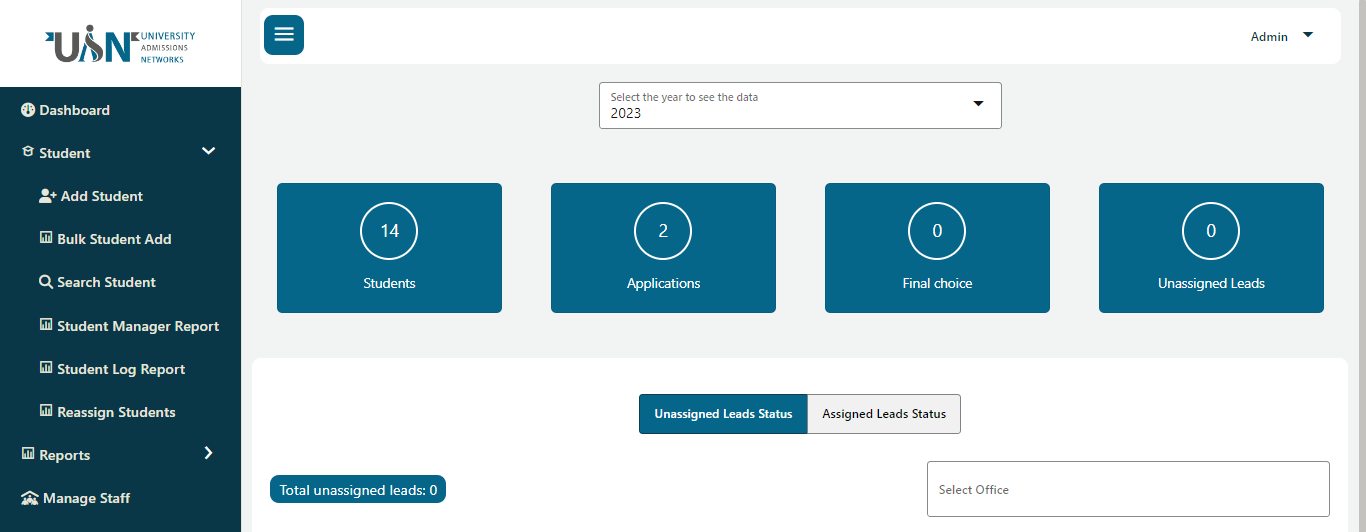 UAN UNIVERSITY
ADMISSIONS
NETWORKS
Dashboard
Student
Add Student
Bulk Student Add
Search Student
Student Manager Report
Student Log Report
Reassign Students
Reports
Manage Staff
Admin
Select the year to see the data
2023
14
Students
2
Applications
0
Final choice
0
Unassigned Leads
Unassigned Leads Status
Assigned Leads Status
Total unassigned leads: 0
Select Office